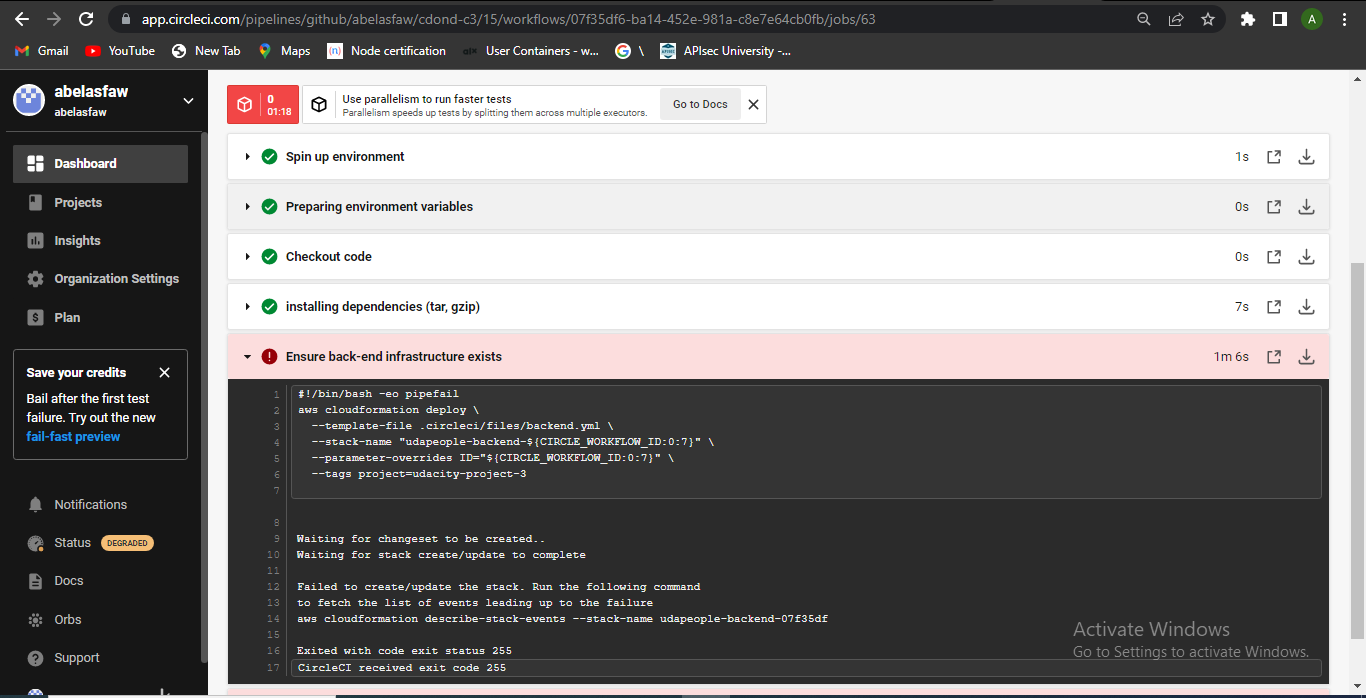 app.circleci.com/pipelines/github/abelasfaw/cdond-c3/15/workflows/07f35df6-ba14-452e-981a-c8e7e64cb0fb/jobs/63
A
Gmail
YouTube
New Tab
Maps
Node certification
User Containers - w...
\
APIsec University -...
abelasfaw
abelasfaw
Dashboard
Projects
Insights
Organization Settings
Plan
Save your credits
Bail after the first test
failure. Try out the new
fail-fast preview
Notifications
Status DEGRADED
Docs
Orbs
Support
0
01:18
Use parallelism to run faster tests
Parallelism speeds up tests by splitting them across multiple executors.
Go to Docs
Spin up environment 1s
Preparing environment variables 0s
Checkout code 0s
installing dependencies (tar, gzip) 7s
Ensure back-end infrastructure exists 1m 6s
1 #!/bin/bash -eo pipefail
2 aws cloudformation deploy \
3 --template-file .circleci/files/backend.yml \
4 --stack-name "udapeople-backend-${CIRCLE_WORKFLOW_ID:0:7}" \
5 --parameter-overrides ID="${CIRCLE_WORKFLOW_ID:0:7}" \
6 --tags project=udacity-project-3
7
8
9 Waiting for changeset to be created..
10 Waiting for stack create/update to complete
11
12 Failed to create/update the stack. Run the following command
13 to fetch the list of events leading up to the failure
14 aws cloudformation describe-stack-events --stack-name udapeople-backend-07f35df
15
16 Exited with code exit status 255
17 CircleCI received exit code 255
Activate Windows
Go to Settings to activate Windows.